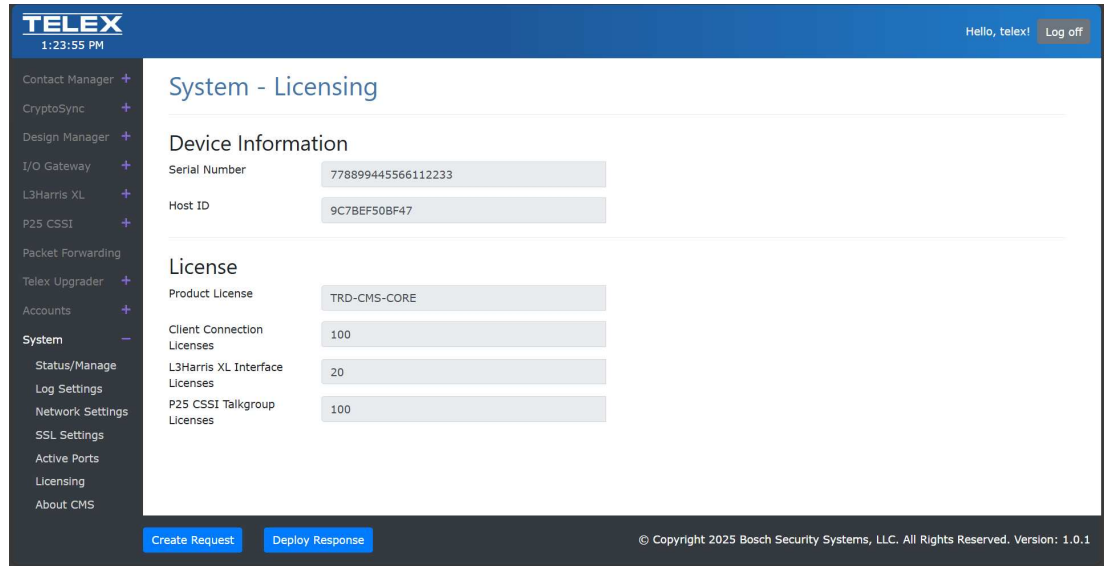 TELEX
1:23:55 PM
Hello, telex! Log off
Contact Manager +
CryptoSync +
Design Manager +
I/O Gateway +
L3Harris XL +
P25 CSSI +
Packet Forwarding
Telex Upgrader +
Accounts +
System −
Status/Manage
Log Settings
Network Settings
SSL Settings
Active Ports
Licensing
About CMS
System - Licensing
Device Information
Serial Number 778899445566112233
Host ID 9C7BEF50BF47
License
Product License TRD-CMS-CORE
Client Connection
Licenses
100
L3Harris XL Interface
Licenses
20
P25 CSSI Talkgroup
Licenses
100
Create Request Deploy Response © Copyright 2025 Bosch Security Systems, LLC. All Rights Reserved. Version: 1.0.1